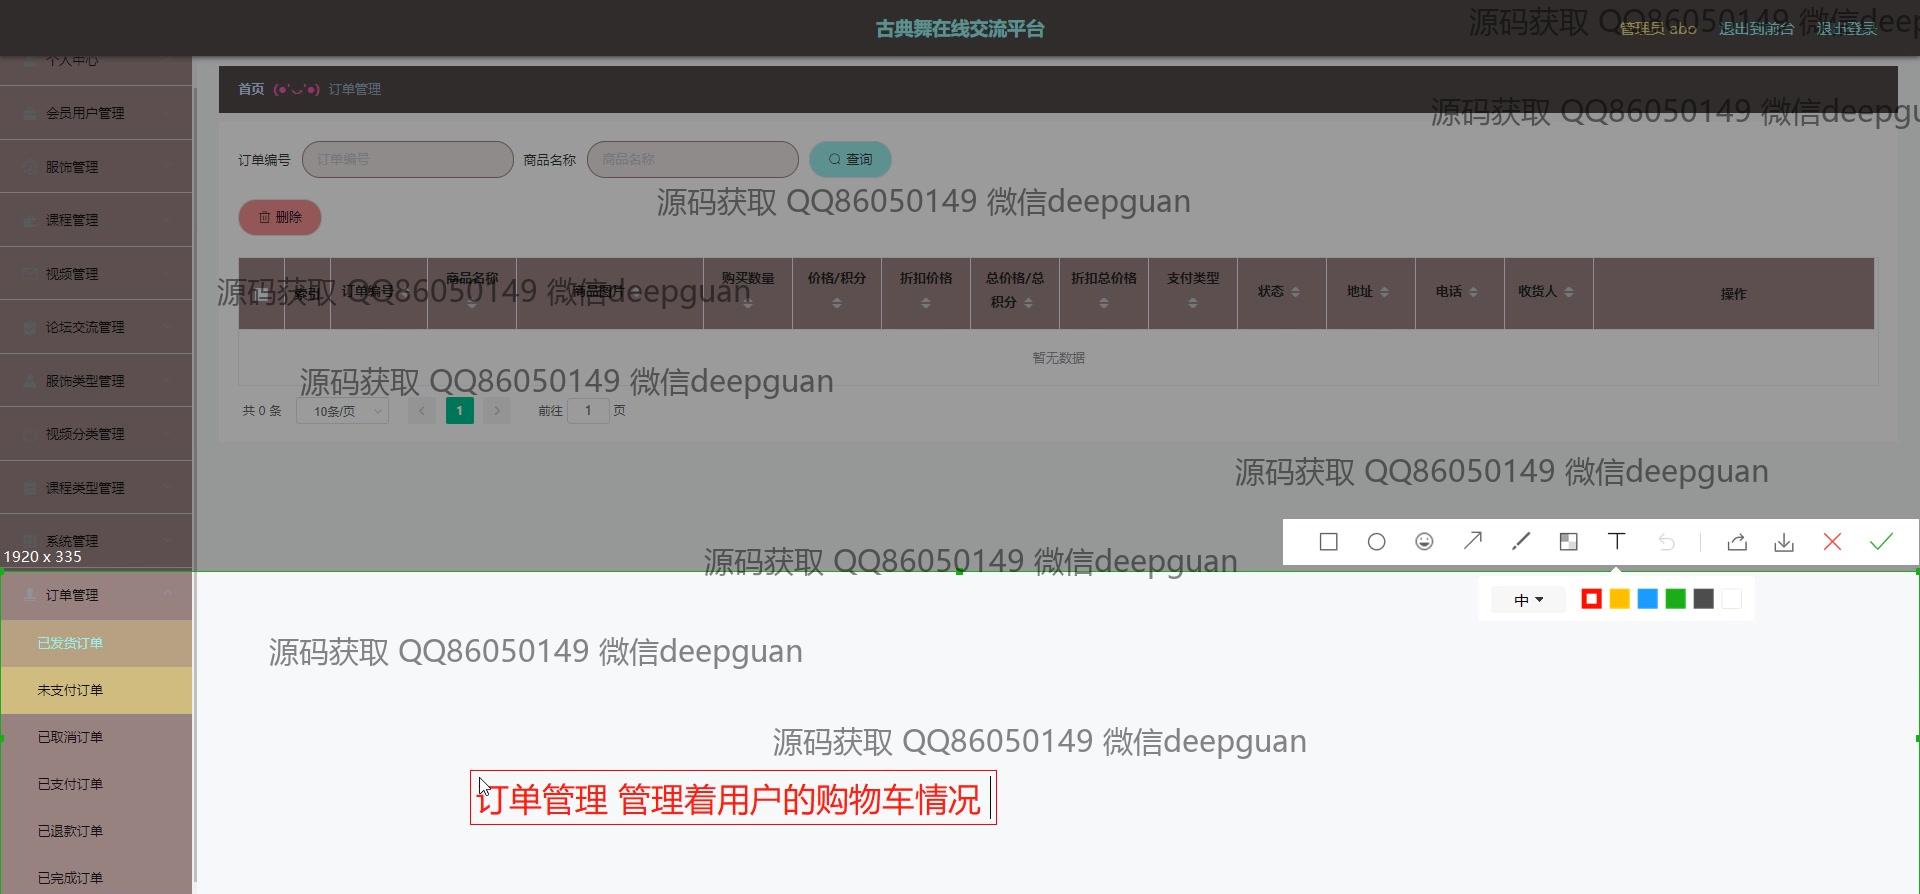 古典舞在线交流平台
管理员 abo 退出到前台 退出登录
源码获取 QQ86050149 微信deep
个人中心
会员用户管理
服饰管理
课程管理
视频管理
论坛交流管理
服饰类型管理
视频分类管理
课程类型管理
系统管理
1920 x 335
订单管理
已发货订单
未支付订单
已取消订单
已支付订单
已退款订单
已完成订单
首页 (●'◡'●) 订单管理
源码获取 QQ86050149 微信deepgu
订单编号 订单编号 商品名称 商品名称 查询
源码获取 QQ86050149 微信deepguan
删除
索引 订单编号 商品名称 商品图片 购买数量 价格/积分 折扣价格 总价格/总积分 折扣总价格 支付类型 状态 地址 电话 收货人 操作
源码获取 QQ86050149 微信deepguan
暂无数据
源码获取 QQ86050149 微信deepguan
共 0 条 10条/页 1 前往 1 页
源码获取 QQ86050149 微信deepguan
源码获取 QQ86050149 微信deepguan
中
源码获取 QQ86050149 微信deepguan
源码获取 QQ86050149 微信deepguan
订单管理 管理着用户的购物车情况